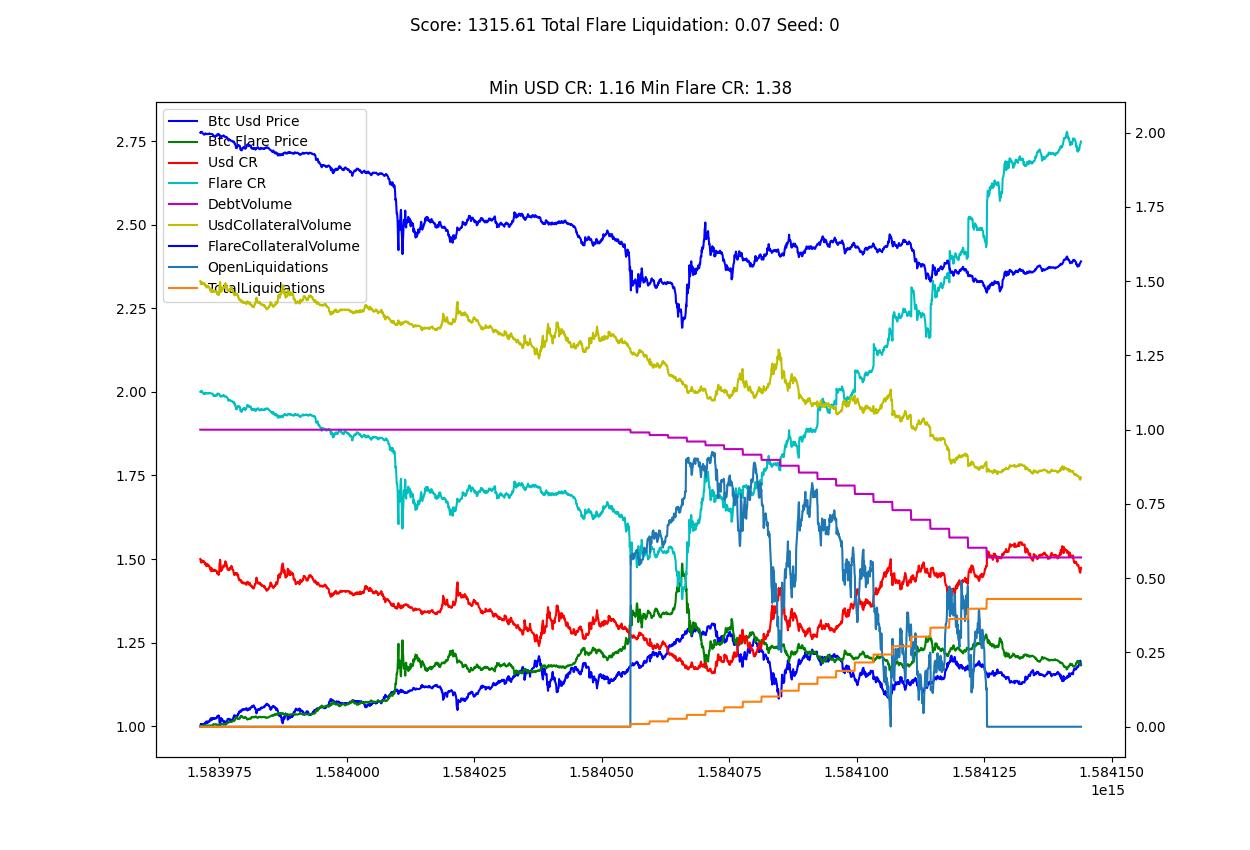 Score: 1315.61 Total Flare Liquidation: 0.07 Seed: 0
Min USD CR: 1.16 Min Flare CR: 1.38
Btc Usd Price
Btc Flare Price
Usd CR
Flare CR
DebtVolume
UsdCollateralVolume
FlareCollateralVolume
OpenLiquidations
TotalLiquidations
2.75
2.50
2.25
2.00
1.75
1.50
1.25
1.00
2.00
1.75
1.50
1.25
1.00
0.75
0.50
0.25
0.00
1.583975 1.584000 1.584025 1.584050 1.584075 1.584100 1.584125 1.584150
1e15